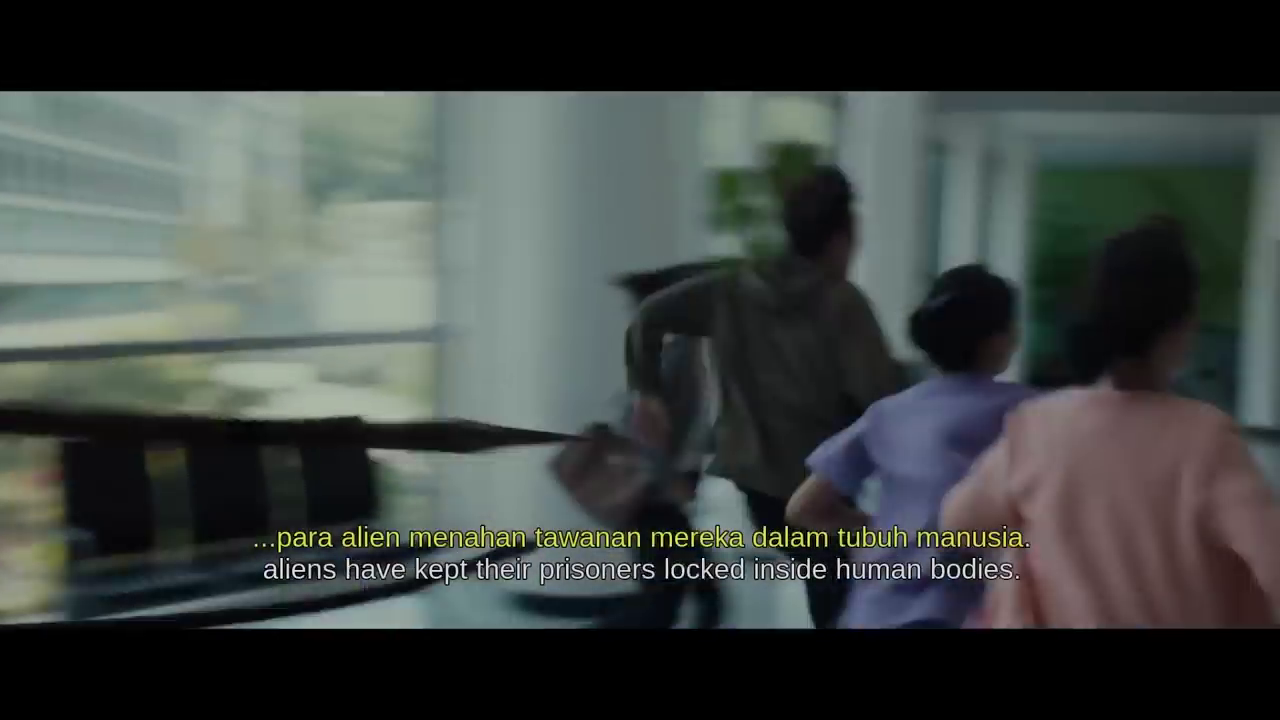 ...para alien menahan tawanan mereka dalam tubuh manusia.
aliens have kept their prisoners locked inside human bodies.